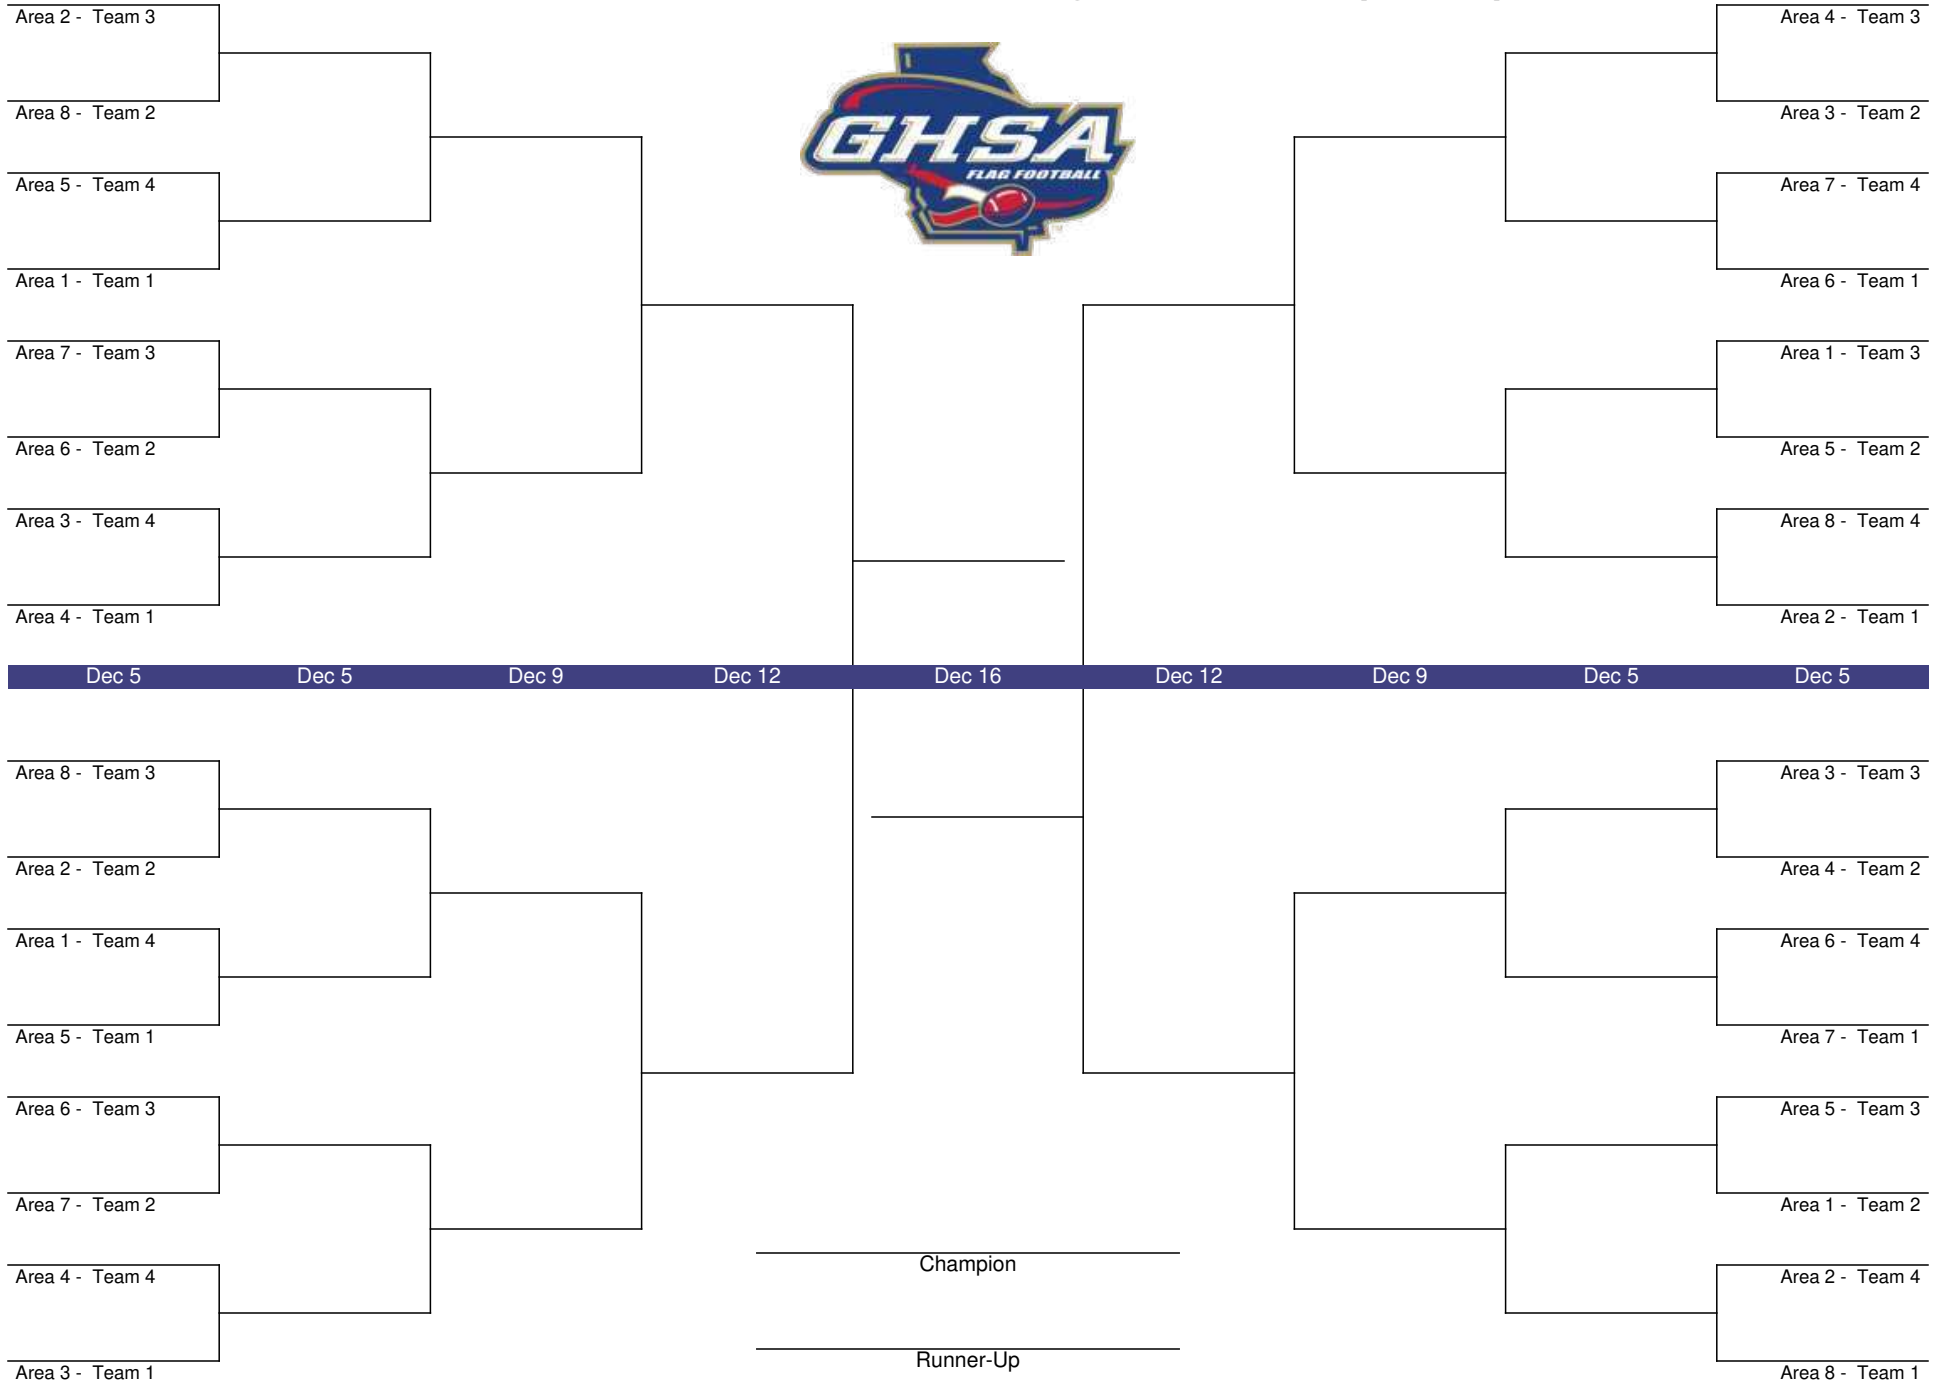 Area 2 - Team 3
Area 8 - Team 2
Area 5 - Team 4
Area 1 - Team 1
Area 7 - Team 3
Area 6 - Team 2
Area 3 - Team 4
Area 4 - Team 1
GHSA
FLAG FOOTBALL
Area 4 - Team 3
Area 3 - Team 2
Area 7 - Team 4
Area 6 - Team 1
Area 1 - Team 3
Area 5 - Team 2
Area 8 - Team 4
Area 2 - Team 1
Dec 5 Dec 5 Dec 9 Dec 12 Dec 16 Dec 12 Dec 9 Dec 5 Dec 5
Area 8 - Team 3
Area 2 - Team 2
Area 1 - Team 4
Area 5 - Team 1
Area 6 - Team 3
Area 7 - Team 2
Area 4 - Team 4
Area 3 - Team 1
Champion
Runner-Up
Area 3 - Team 3
Area 4 - Team 2
Area 6 - Team 4
Area 7 - Team 1
Area 5 - Team 3
Area 1 - Team 2
Area 2 - Team 4
Area 8 - Team 1